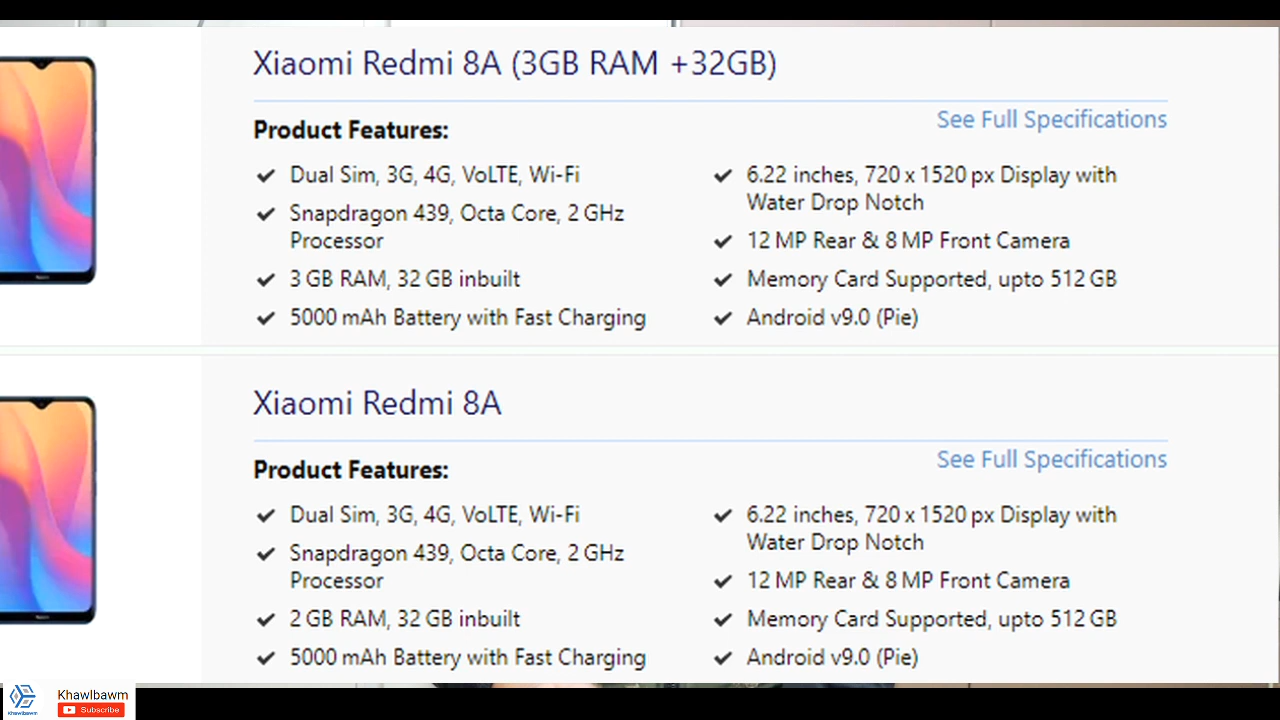 Xiaomi Redmi 8A (3GB RAM +32GB)
See Full Specifications
Product Features:
Dual Sim, 3G, 4G, VoLTE, Wi-Fi
Snapdragon 439, Octa Core, 2 GHz
Processor
3 GB RAM, 32 GB inbuilt
5000 mAh Battery with Fast Charging
6.22 inches, 720 x 1520 px Display with
Water Drop Notch
12 MP Rear & 8 MP Front Camera
Memory Card Supported, upto 512 GB
Android v9.0 (Pie)
Xiaomi Redmi 8A
See Full Specifications
Product Features:
Dual Sim, 3G, 4G, VoLTE, Wi-Fi
Snapdragon 439, Octa Core, 2 GHz
Processor
2 GB RAM, 32 GB inbuilt
5000 mAh Battery with Fast Charging
6.22 inches, 720 x 1520 px Display with
Water Drop Notch
12 MP Rear & 8 MP Front Camera
Memory Card Supported, upto 512 GB
Android v9.0 (Pie)
Khawlbawm
Khawlbawm
Subscribe